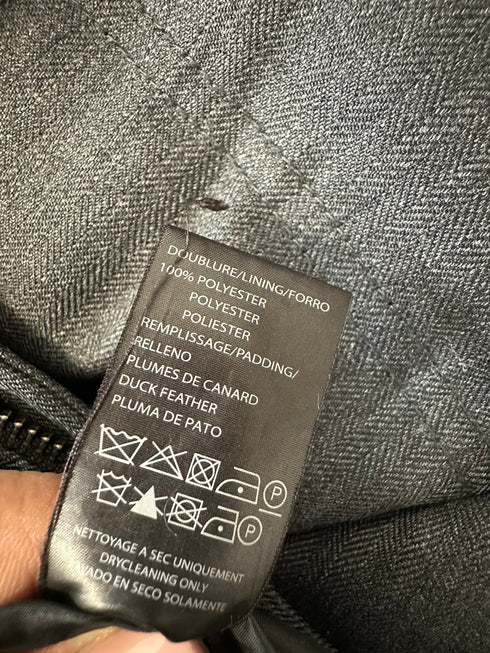 DOUBLURE/LINING/FORRO
100% POLYESTER
POLYESTER
POLIESTER
REMPLISSAGE/PADDING/
RELLENO
PLUMES DE CANARD
DUCK FEATHER
PLUMA DE PATO
P
P
NETTOYAGE A SEC UNIQUEMENT
DRYCLEANING ONLY
EN SECO SOLAMENTE